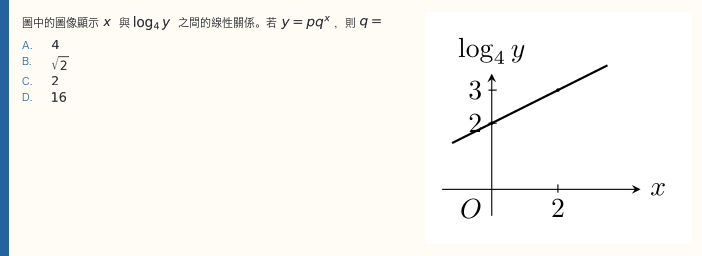 圖中的圖像顯示 x 與 log₄ y 之間的線性關係。若 y = pqˣ，則 q =
A. 4
B. √2
C. 2
D. 16
log₄ y
3
2
O
2
x